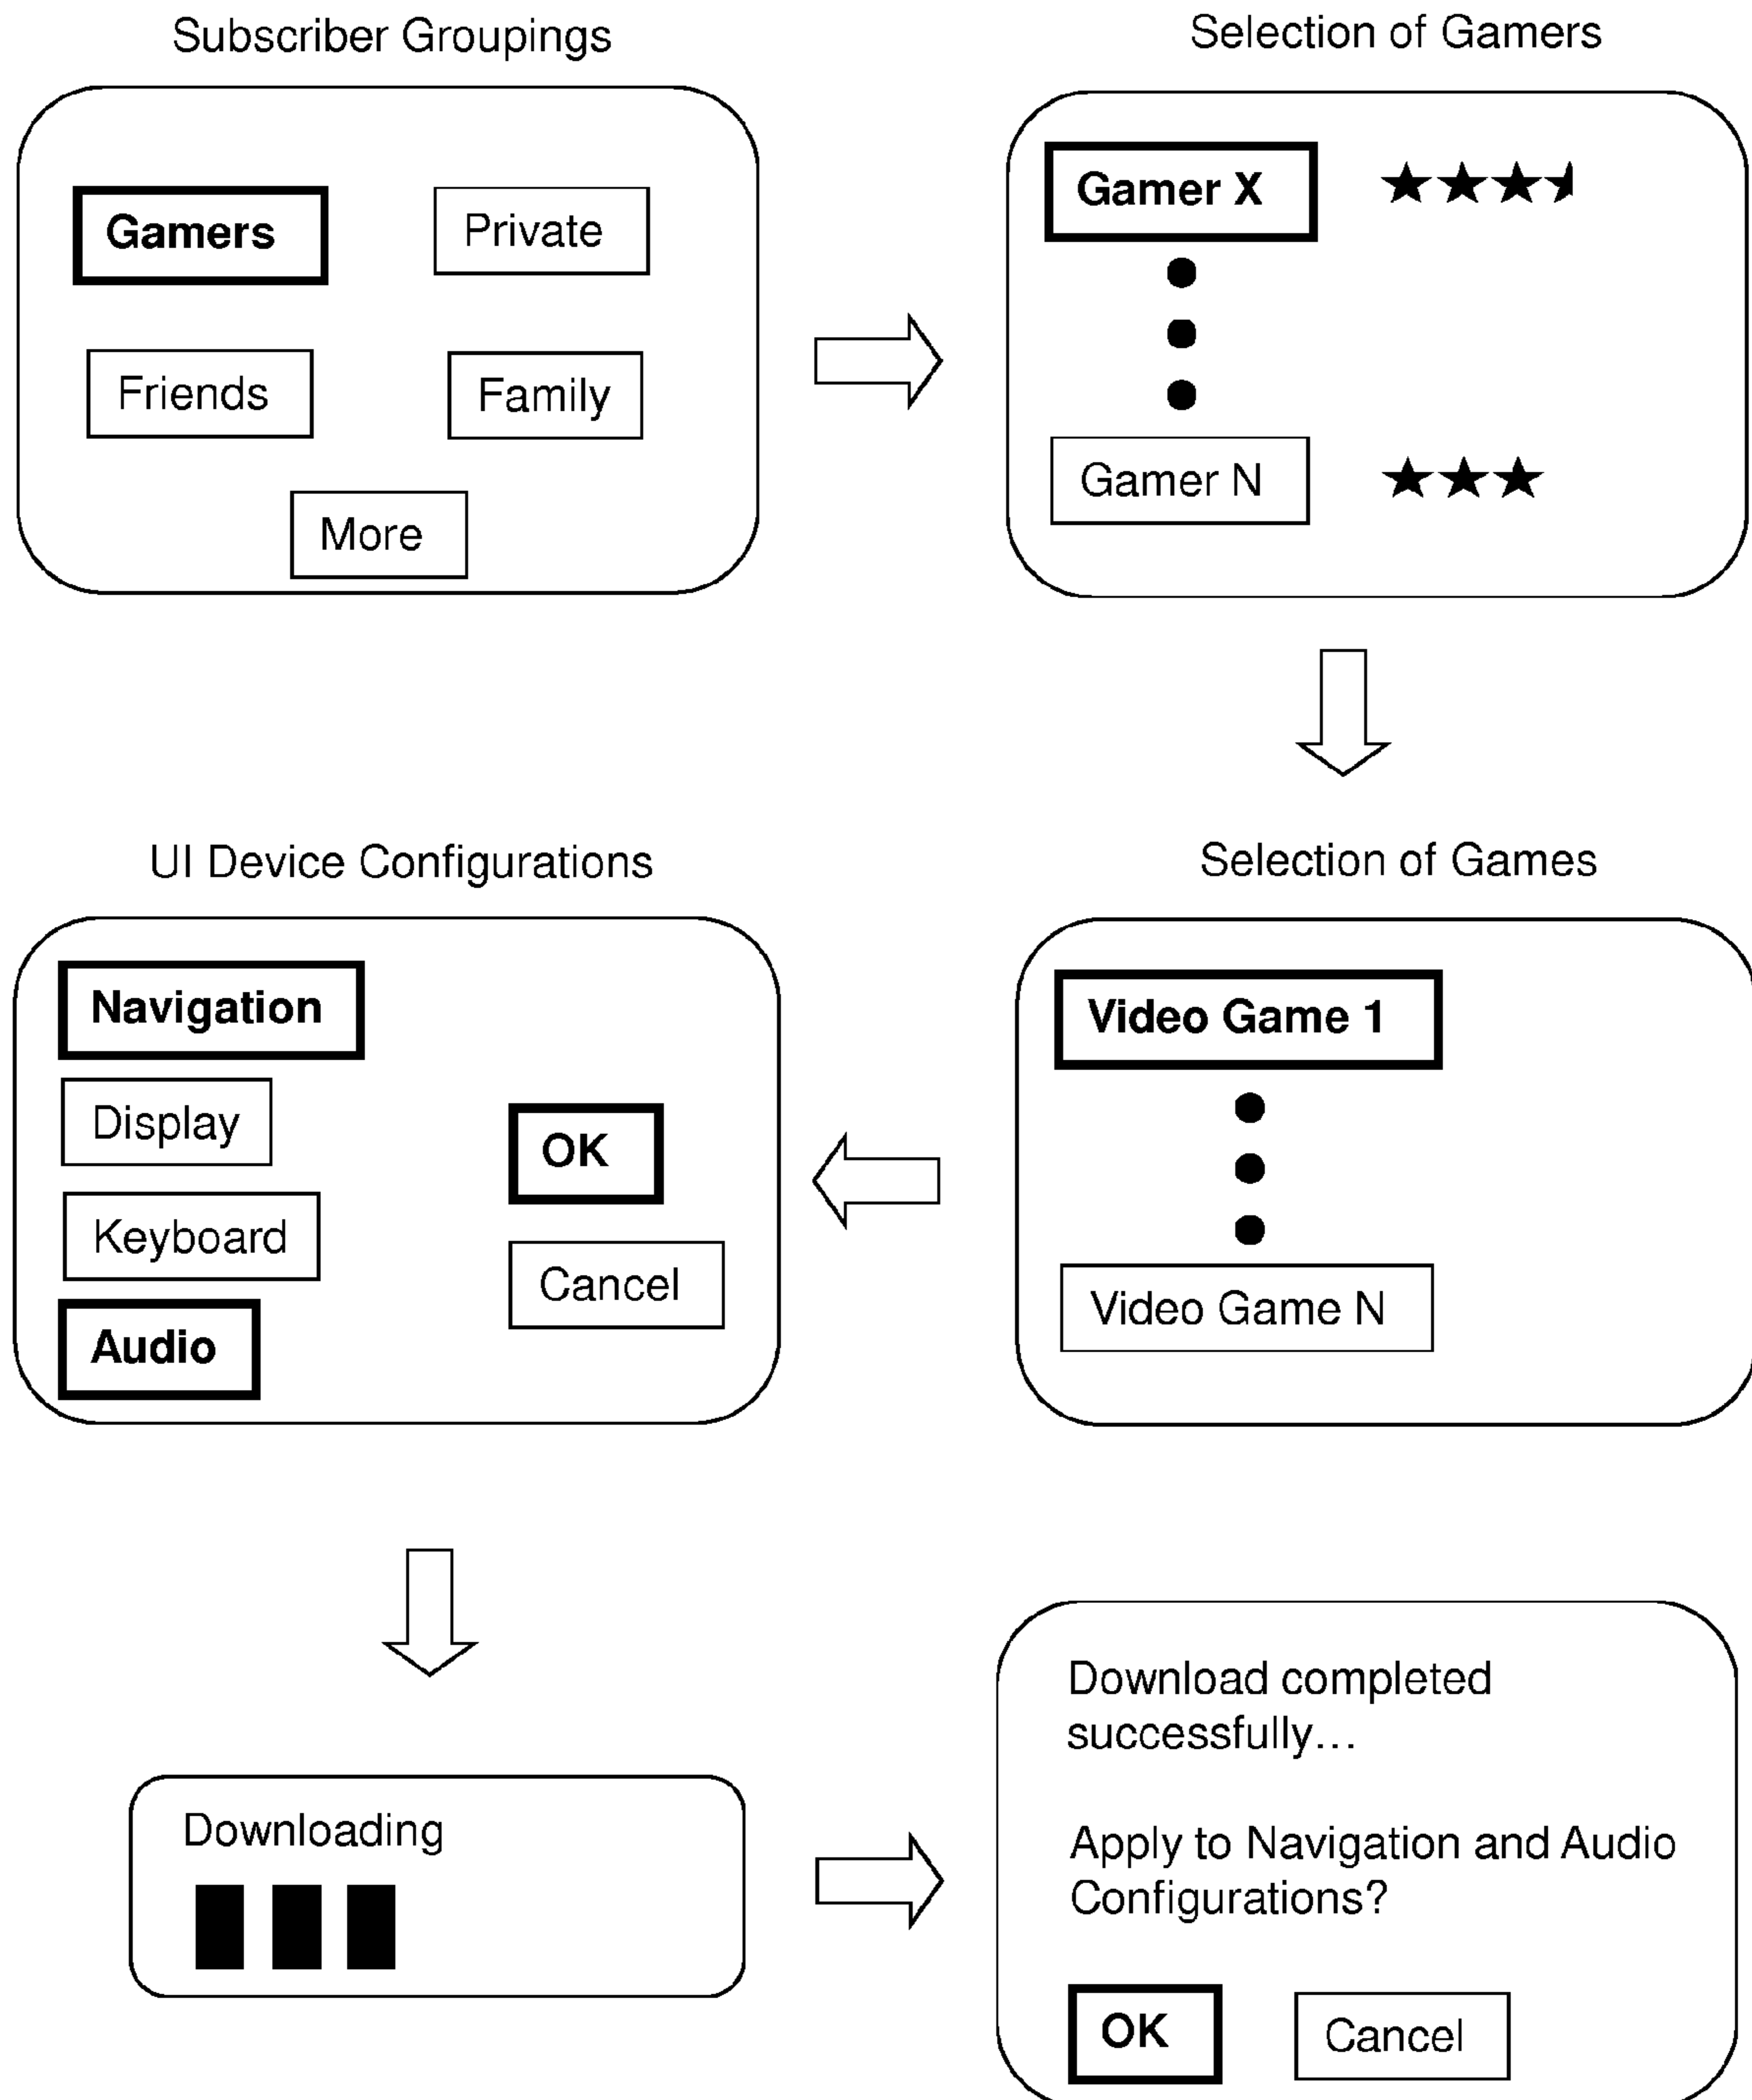 Subscriber Groupings
Gamers
Private
Friends
Family
More
Selection of Gamers
Gamer X
Gamer N
Selection of Games
Video Game 1
Video Game N
UI Device Configurations
Navigation
Display
Keyboard
Audio
OK
Cancel
Downloading
Download completed
successfully...
Apply to Navigation and Audio
Configurations?
OK
Cancel